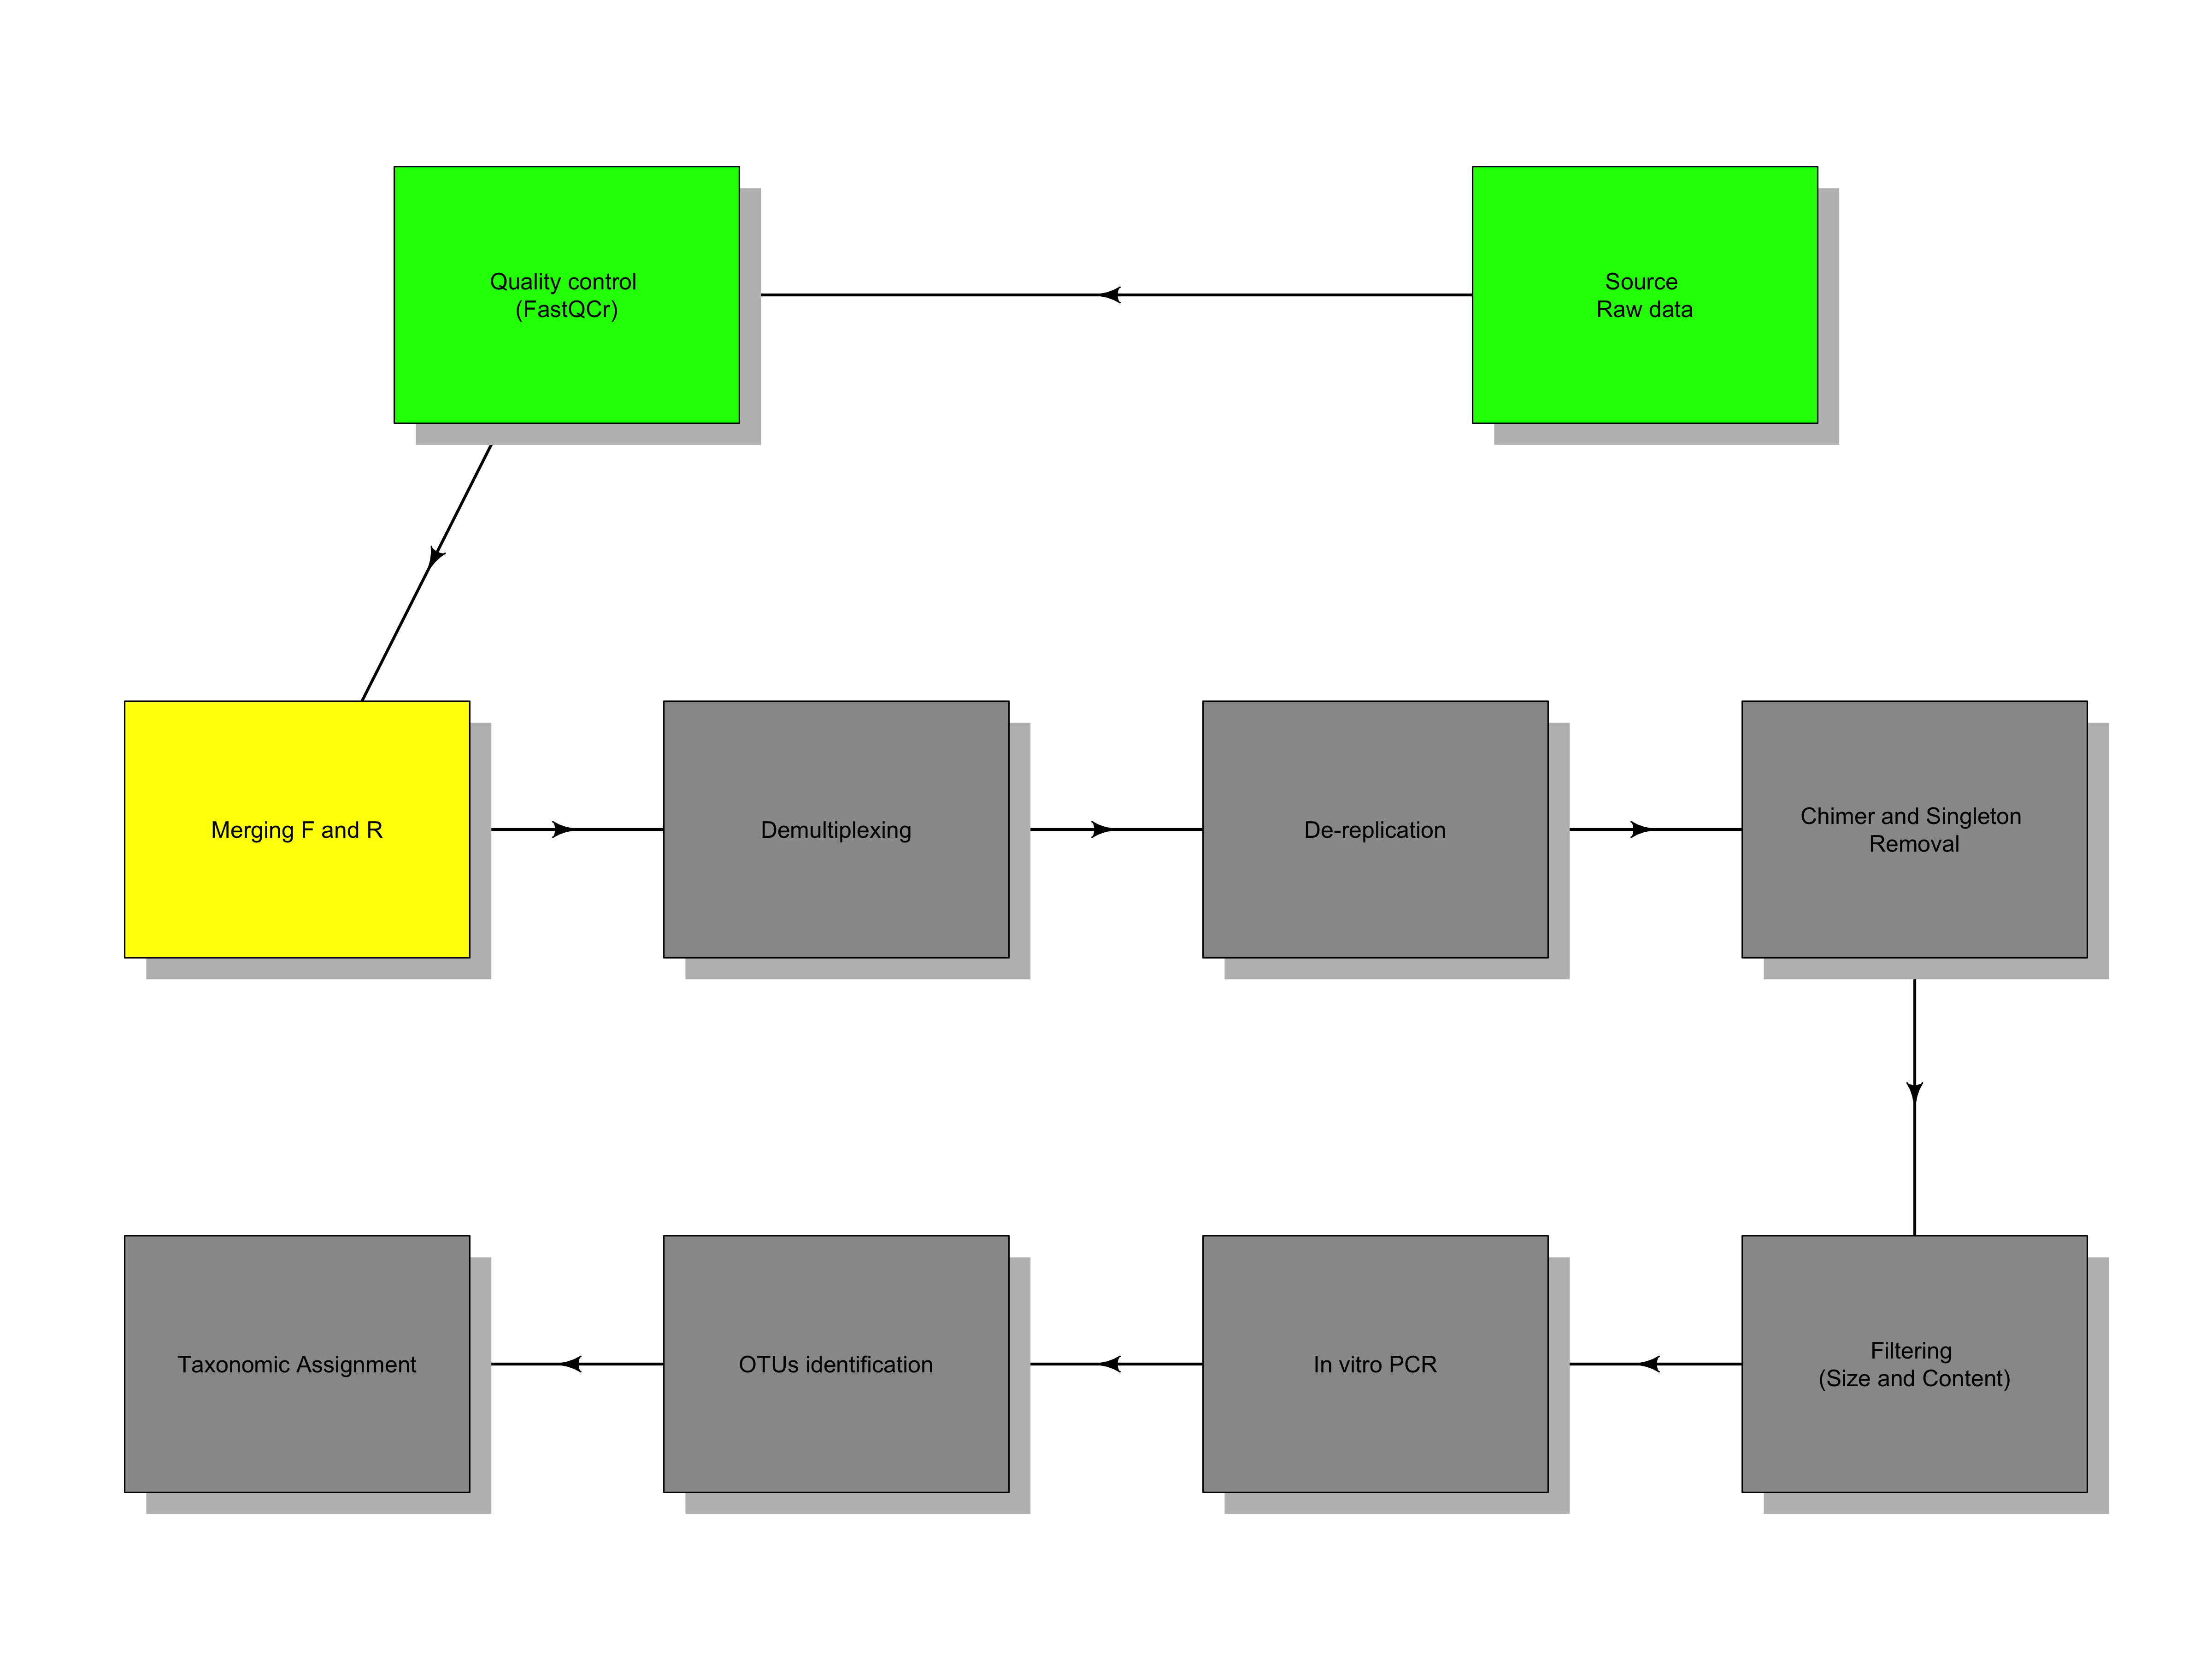 Quality control
(FastQCr)
Source
Raw data
Merging F and R
Demultiplexing
De-replication
Chimer and Singleton
Removal
Taxonomic Assignment
OTUs identification
In vitro PCR
Filtering
(Size and Content)